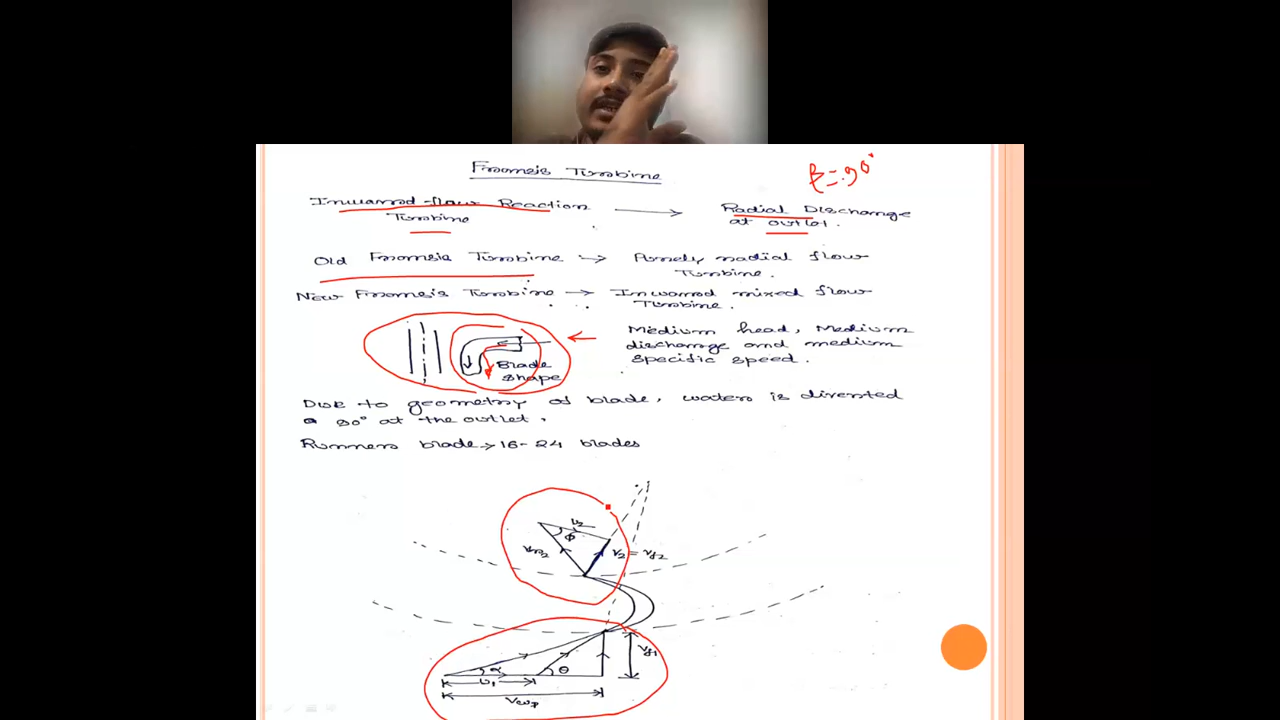 Francis Turbine
β = 90°
Inward flow Reaction Turbine → Radial Discharge at outlet.
Old Francis Turbine → Purely radial flow Turbine.
New Francis Turbine → Inward mixed flow Turbine.
Blade shape
Medium head, Medium discharge and medium specific speed.
Due to geometry of blade, water is diverted
90° at the outlet.
Runner blade → 16-24 blades
u₂
φ
Vr₂
V₂ = Vf₂
α
θ
u₁
Vf₁
Vw₁